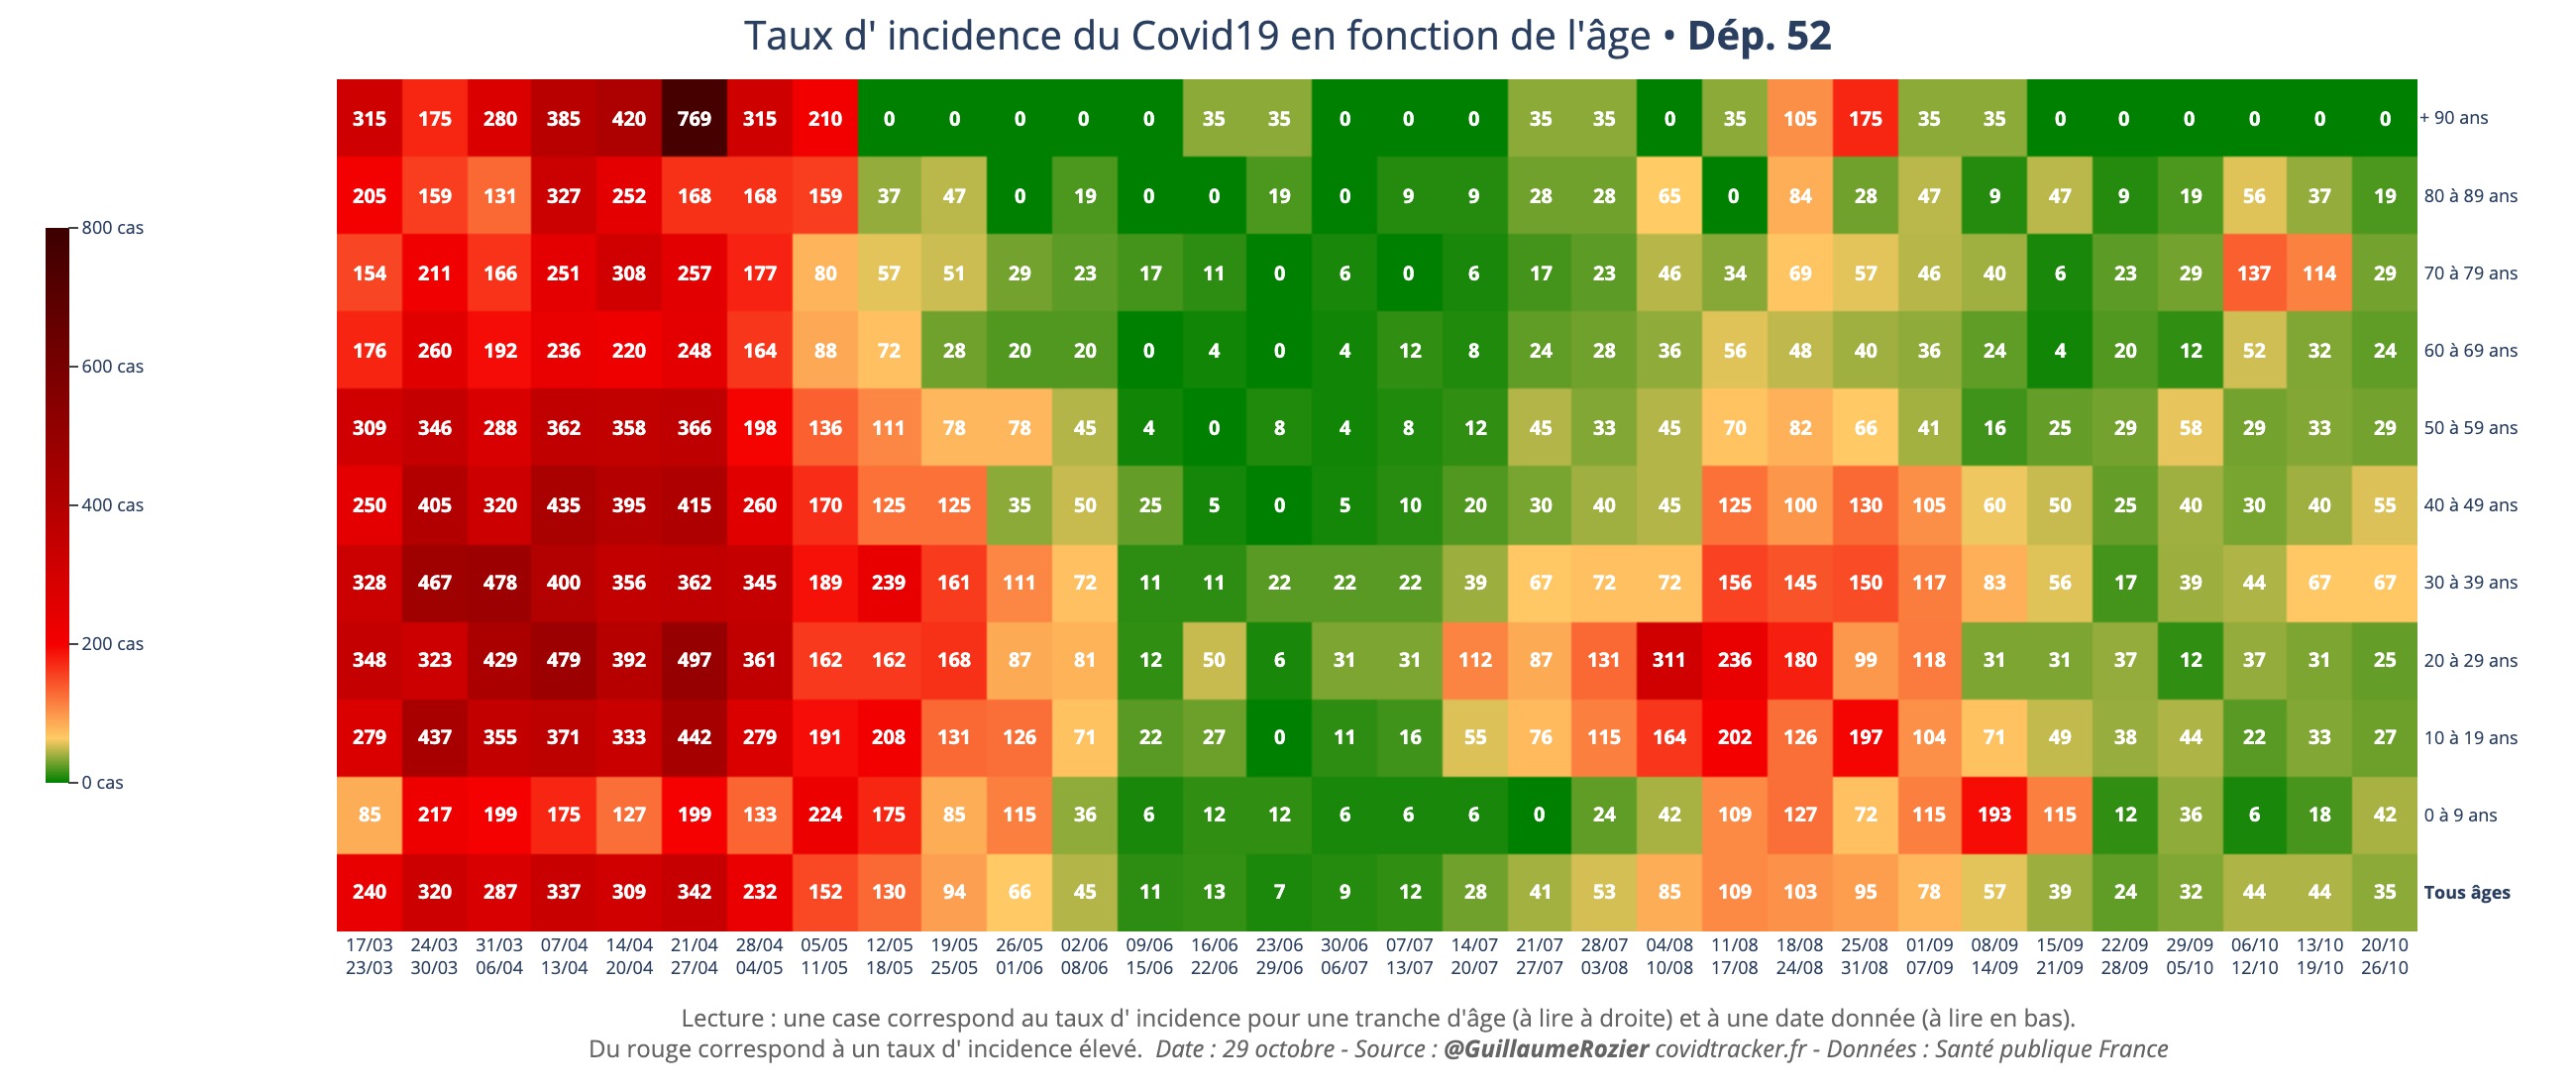 Taux d' incidence du Covid19 en fonction de l'âge • Dép. 52
800 cas
600 cas
400 cas
200 cas
0 cas
315 175 280 385 420 769 315 210 0 0 0 0 0 35 35 0 0 0 35 35 0 35 105 175 35 35 0 0 0 0 0 0 + 90 ans
205 159 131 327 252 168 168 159 37 47 0 19 0 0 19 0 9 9 28 28 65 0 84 28 47 9 47 9 19 56 37 19 80 à 89 ans
154 211 166 251 308 257 177 80 57 51 29 23 17 11 0 6 0 6 17 23 46 34 69 57 46 40 6 23 29 137 114 29 70 à 79 ans
176 260 192 236 220 248 164 88 72 28 20 20 0 4 0 4 12 8 24 28 36 56 48 40 36 24 4 20 12 52 32 24 60 à 69 ans
309 346 288 362 358 366 198 136 111 78 78 45 4 0 8 4 8 12 45 33 45 70 82 66 41 16 25 29 58 29 33 29 50 à 59 ans
250 405 320 435 395 415 260 170 125 125 35 50 25 5 0 5 10 20 30 40 45 125 100 130 105 60 50 25 40 30 40 55 40 à 49 ans
328 467 478 400 356 362 345 189 239 161 111 72 11 11 22 22 22 39 67 72 72 156 145 150 117 83 56 17 39 44 67 67 30 à 39 ans
348 323 429 479 392 497 361 162 162 168 87 81 12 50 6 31 31 112 87 131 311 236 180 99 118 31 31 37 12 37 31 25 20 à 29 ans
279 437 355 371 333 442 279 191 208 131 126 71 22 27 0 11 16 55 76 115 164 202 126 197 104 71 49 38 44 22 33 27 10 à 19 ans
85 217 199 175 127 199 133 224 175 85 115 36 6 12 12 6 6 6 0 24 42 109 127 72 115 193 115 12 36 6 18 42 0 à 9 ans
240 320 287 337 309 342 232 152 130 94 66 45 11 13 7 9 12 28 41 53 85 109 103 95 78 57 39 24 32 44 44 35 Tous âges
17/03 24/03 31/03 07/04 14/04 21/04 28/04 05/05 12/05 19/05 26/05 02/06 09/06 16/06 23/06 30/06 07/07 14/07 21/07 28/07 04/08 11/08 18/08 25/08 01/09 08/09 15/09 22/09 29/09 06/10 13/10 20/10
23/03 30/03 06/04 13/04 20/04 27/04 04/05 11/05 18/05 25/05 01/06 08/06 15/06 22/06 29/06 06/07 13/07 20/07 27/07 03/08 10/08 17/08 24/08 31/08 07/09 14/09 21/09 28/09 05/10 12/10 19/10 26/10
Lecture : une case correspond au taux d' incidence pour une tranche d'âge (à lire à droite) et à une date donnée (à lire en bas).
Du rouge correspond à un taux d' incidence élevé. Date : 29 octobre - Source : @GuillaumeRozier covidtracker.fr - Données : Santé publique France